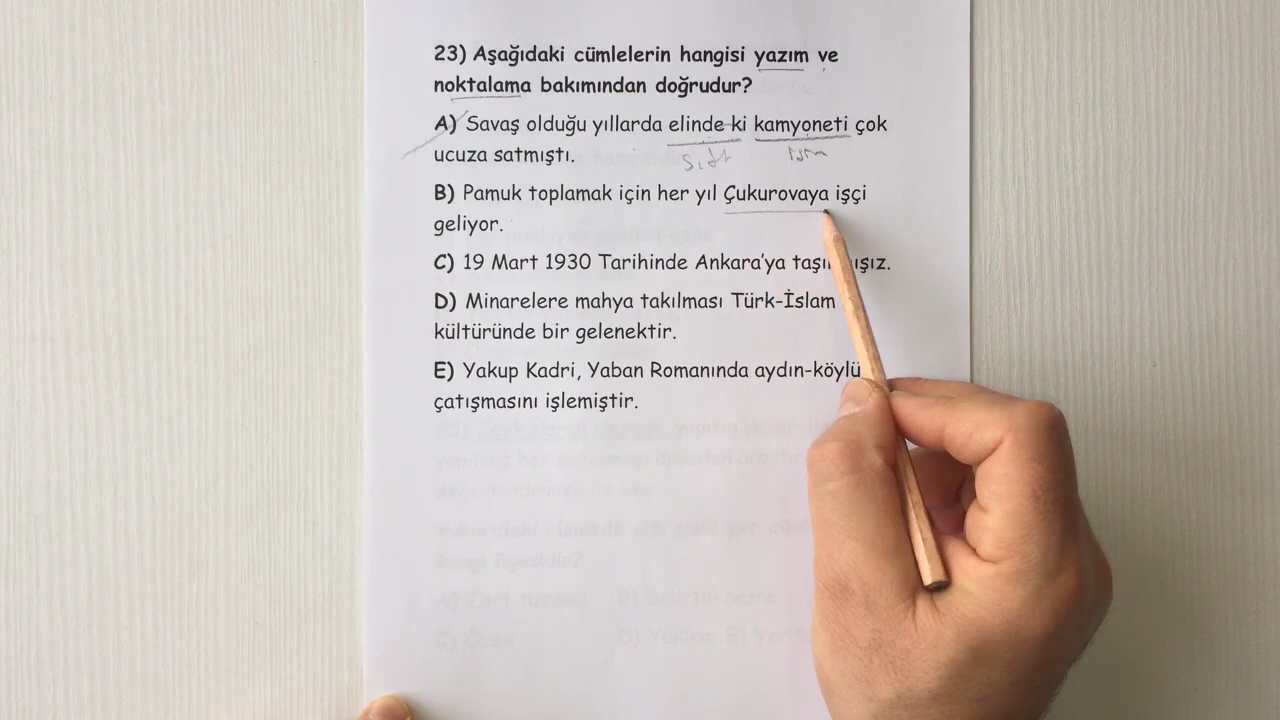 23) Aşağıdaki cümlelerin hangisi yazım ve
noktalama bakımından doğrudur?
A) Savaş olduğu yıllarda elinde ki kamyoneti çok
sıft isim
ucuza satmıştı.
B) Pamuk toplamak için her yıl Çukurovaya işçi
geliyor.
C) 19 Mart 1930 Tarihinde Ankara'ya
D) Minarelere mahya takılması Türk-İslam
kültüründe bir gelenektir.
E) Yakup Kadri, Yaban Romanında aydın-köylü
çatışmasını işlemiştir.